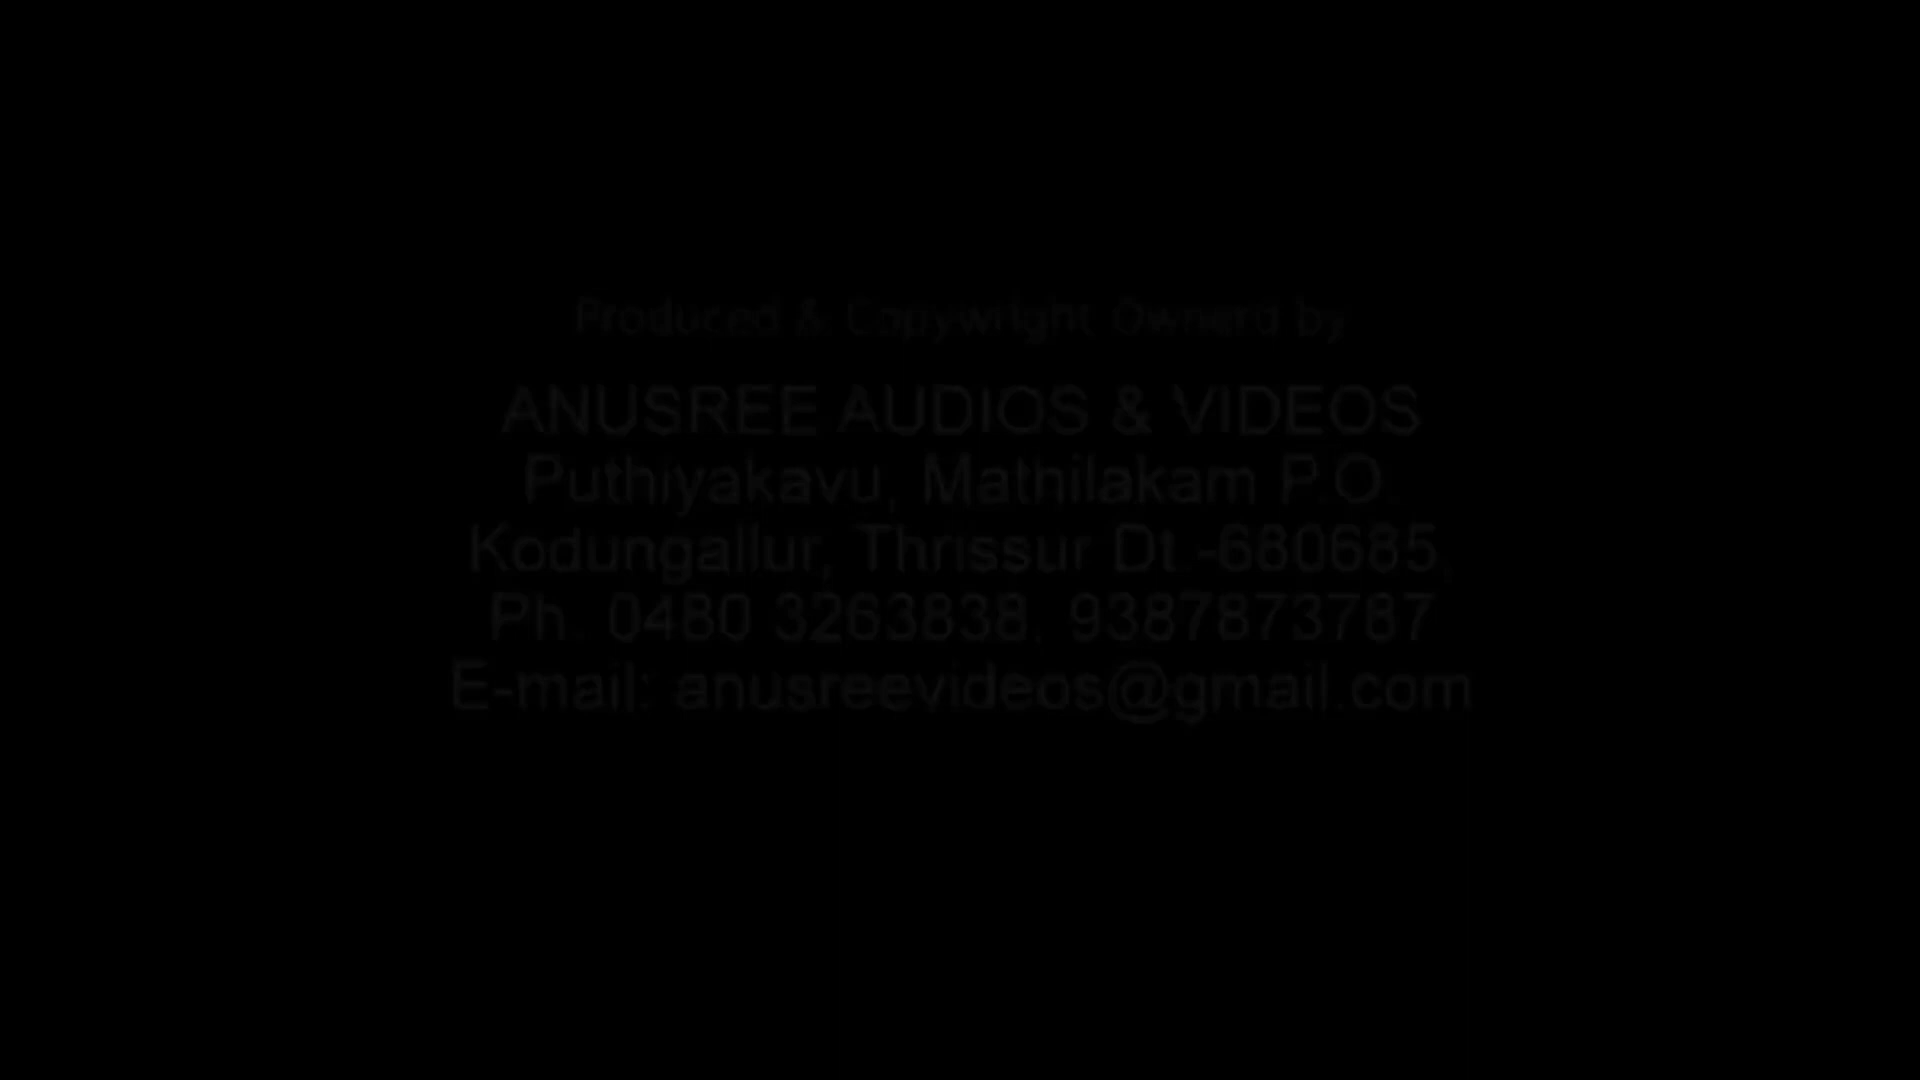 Produced & Copywright Ownerd by
ANUSREE AUDIOS & VIDEOS
Puthiyakavu, Mathilakam P.O.
Kodungallur, Thrissur Dt.-680685,
Ph. 0480 3263838, 9387873787
E-mail: anusreevideos@gmail.com